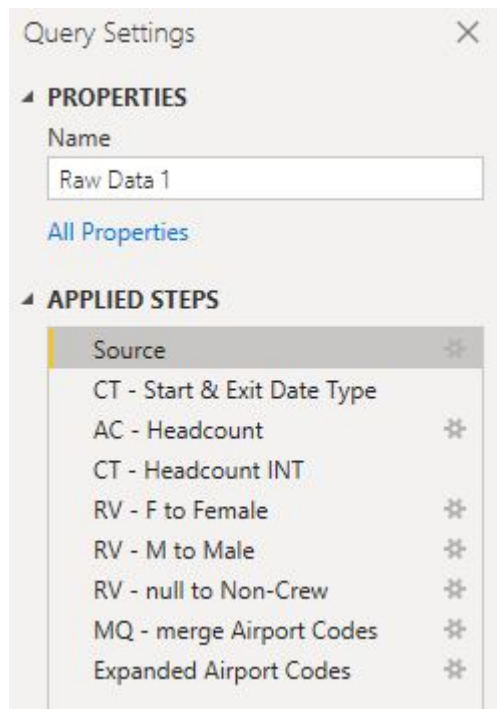 Query Settings
PROPERTIES
Name
Raw Data 1
All Properties
APPLIED STEPS
Source
CT - Start & Exit Date Type
AC - Headcount
CT - Headcount INT
RV - F to Female
RV - M to Male
RV - null to Non-Crew
MQ - merge Airport Codes
Expanded Airport Codes